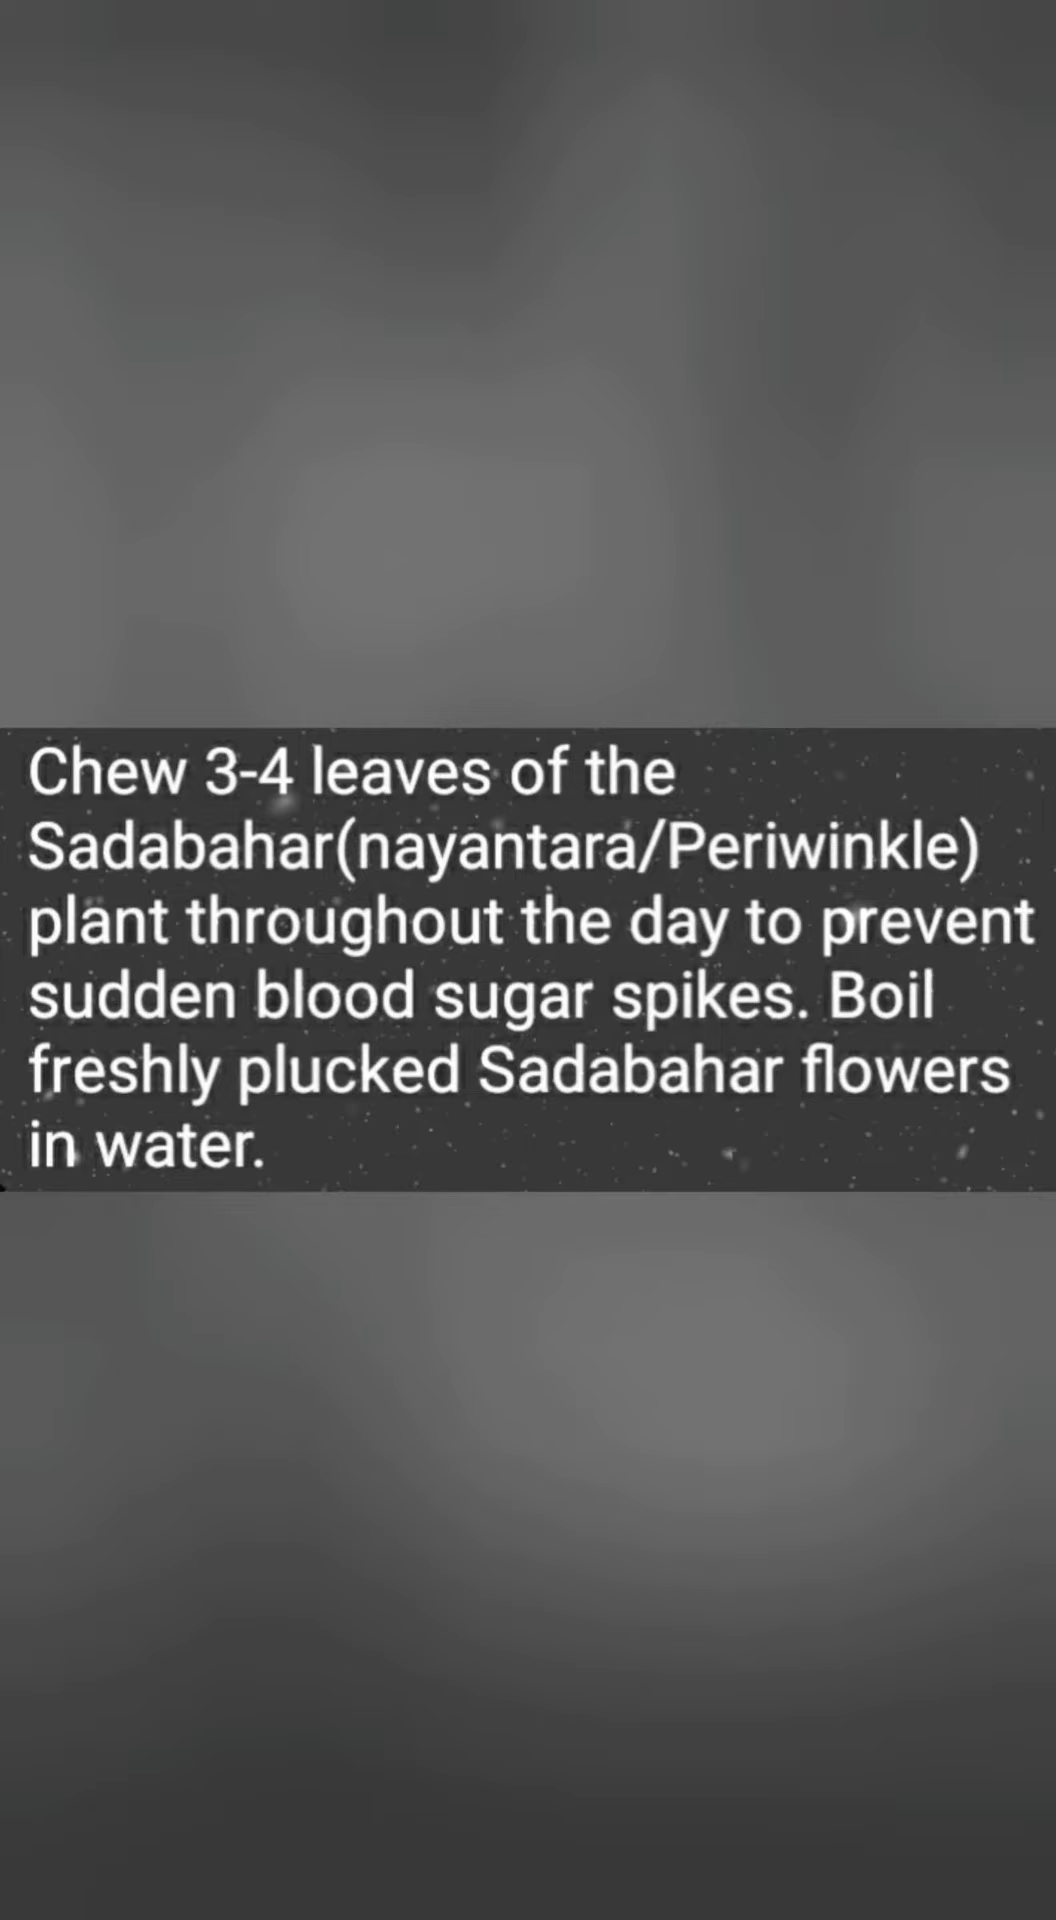 Chew 3-4 leaves of the
Sadabahar(nayantara/Periwinkle)
plant throughout the day to prevent
sudden blood sugar spikes. Boil
freshly plucked Sadabahar flowers
in water.